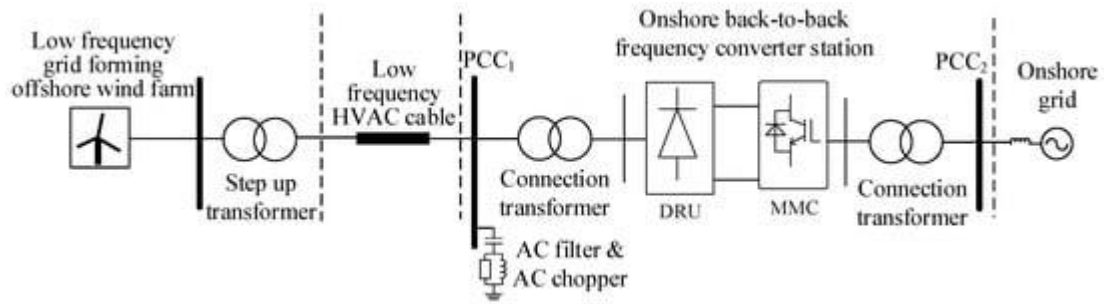 Low frequency
grid forming
offshore wind farm
Step up
transformer
Low
frequency
HVAC cable
PCC1
AC filter &
AC chopper
Connection
transformer
Onshore back-to-back
frequency converter station
DRU
MMC
Connection
transformer
PCC2
Onshore
grid